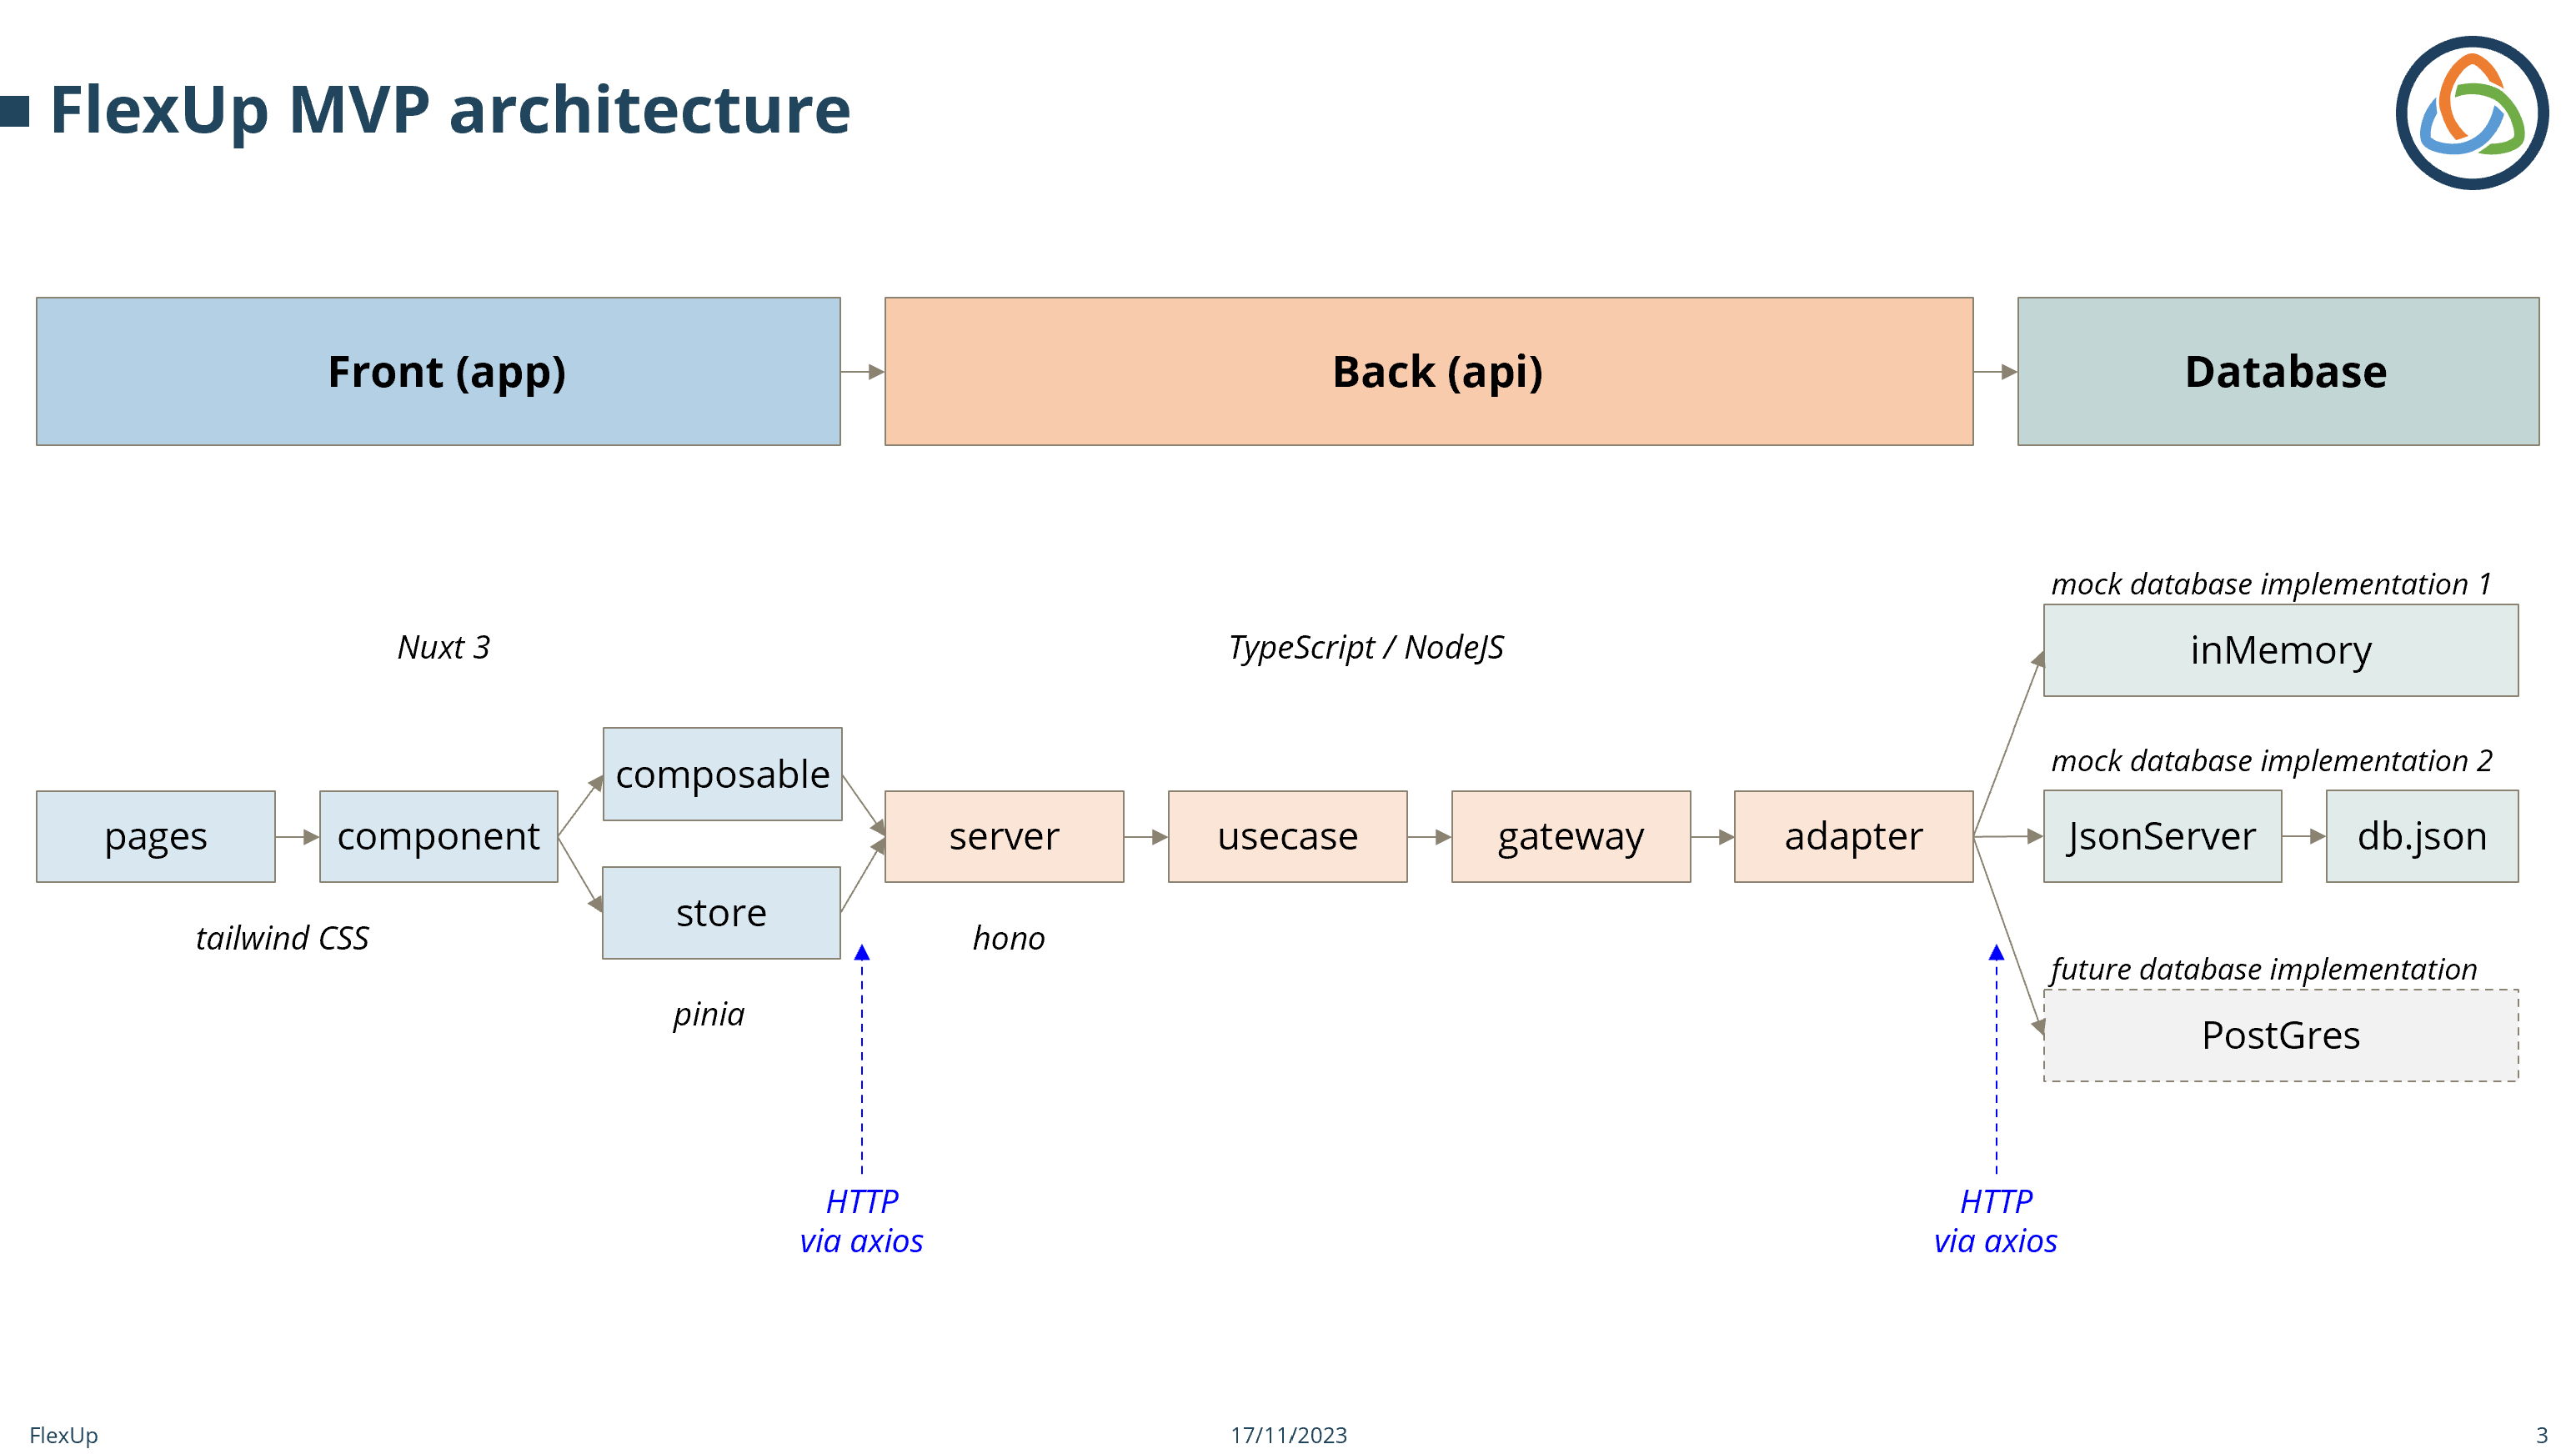 FlexUp MVP architecture
Front (app)
Back (api)
Database
Nuxt 3
TypeScript / NodeJS
mock database implementation 1
inMemory
mock database implementation 2
pages
component
composable
store
server
usecase
gateway
adapter
JsonServer
db.json
tailwind CSS
pinia
hono
future database implementation
PostGres
HTTP
via axios
HTTP
via axios
FlexUp
17/11/2023
3